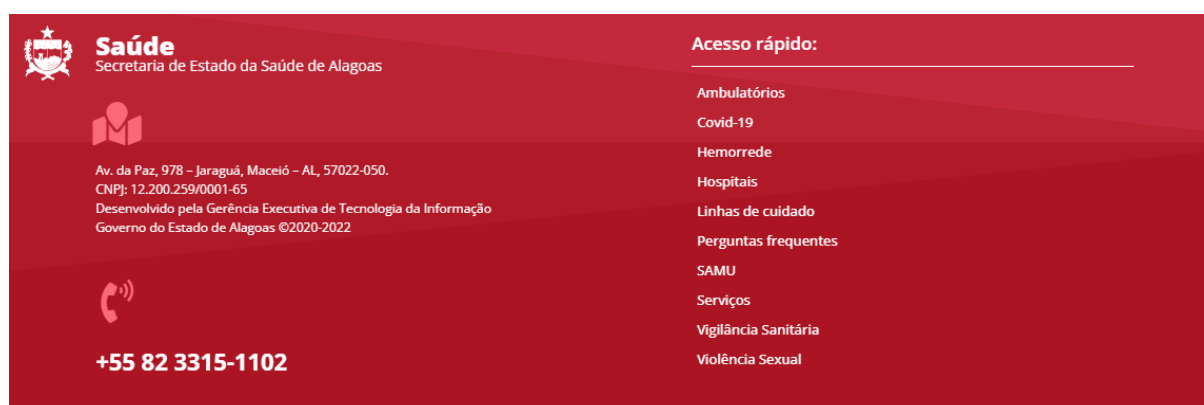 Saúde
Secretaria de Estado da Saúde de Alagoas
Av. da Paz, 978 – Jaraguá, Maceió – AL, 57022-050.
CNPJ: 12.200.259/0001-65
Desenvolvido pela Gerência Executiva de Tecnologia da Informação
Governo do Estado de Alagoas ©2020-2022
+55 82 3315-1102
Acesso rápido:
Ambulatórios
Covid-19
Hemorrede
Hospitais
Linhas de cuidado
Perguntas frequentes
SAMU
Serviços
Vigilância Sanitária
Violência Sexual